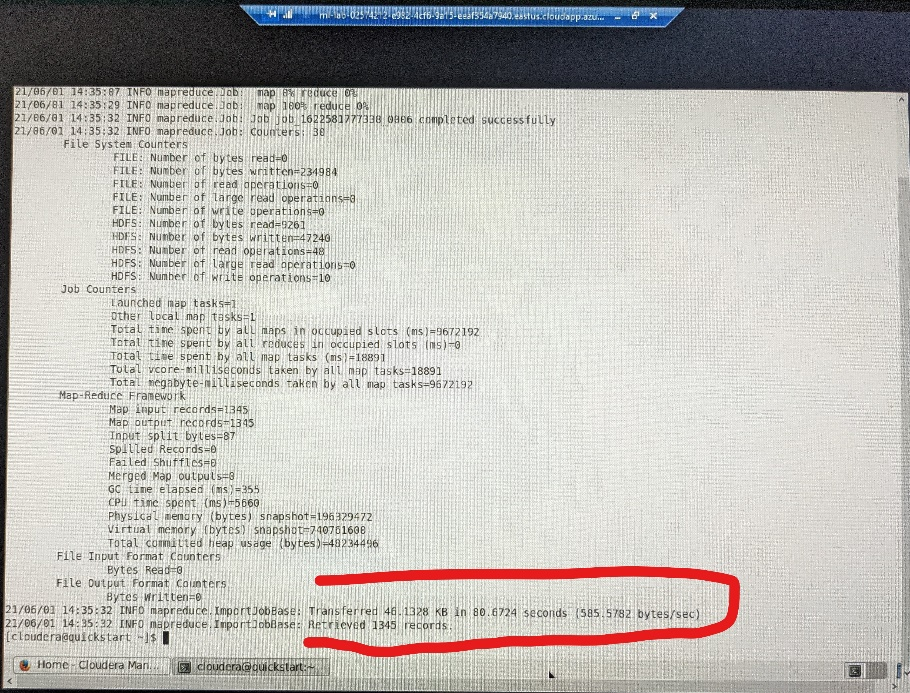 21/06/01 14:35:07 INFO mapreduce.Job:  map 0% reduce 0%
21/06/01 14:35:29 INFO mapreduce.Job:  map 100% reduce 0%
21/06/01 14:35:32 INFO mapreduce.Job: Job job_1622581777330_0006 completed successfully
21/06/01 14:35:32 INFO mapreduce.Job: Counters: 30
File System Counters
FILE: Number of bytes read=0
FILE: Number of bytes written=234984
FILE: Number of read operations=0
FILE: Number of large read operations=0
FILE: Number of write operations=0
HDFS: Number of bytes read=9261
HDFS: Number of bytes written=47240
HDFS: Number of read operations=48
HDFS: Number of large read operations=0
HDFS: Number of write operations=10
Job Counters
Launched map tasks=1
Other local map tasks=1
Total time spent by all maps in occupied slots (ms)=9672192
Total time spent by all reduces in occupied slots (ms)=0
Total time spent by all map tasks (ms)=18891
Total vcore-milliseconds taken by all map tasks=18891
Total megabyte-milliseconds taken by all map tasks=9672192
Map-Reduce Framework
Map input records=1345
Map output records=1345
Input split bytes=87
Spilled Records=0
Failed Shuffles=0
Merged Map outputs=0
GC time elapsed (ms)=355
CPU time spent (ms)=5660
Physical memory (bytes) snapshot=196329472
Virtual memory (bytes) snapshot=740761600
Total committed heap usage (bytes)=48234496
File Input Format Counters
Bytes Read=0
File Output Format Counters
Bytes Written=0
21/06/01 14:35:32 INFO mapreduce.ImportJobBase: Transferred 46.1328 KB in 80.6724 seconds (585.5782 bytes/sec)
21/06/01 14:35:32 INFO mapreduce.ImportJobBase: Retrieved 1345 records.
[cloudera@quickstart ~]$
Home - Cloudera Man... cloudera@quickstart:~